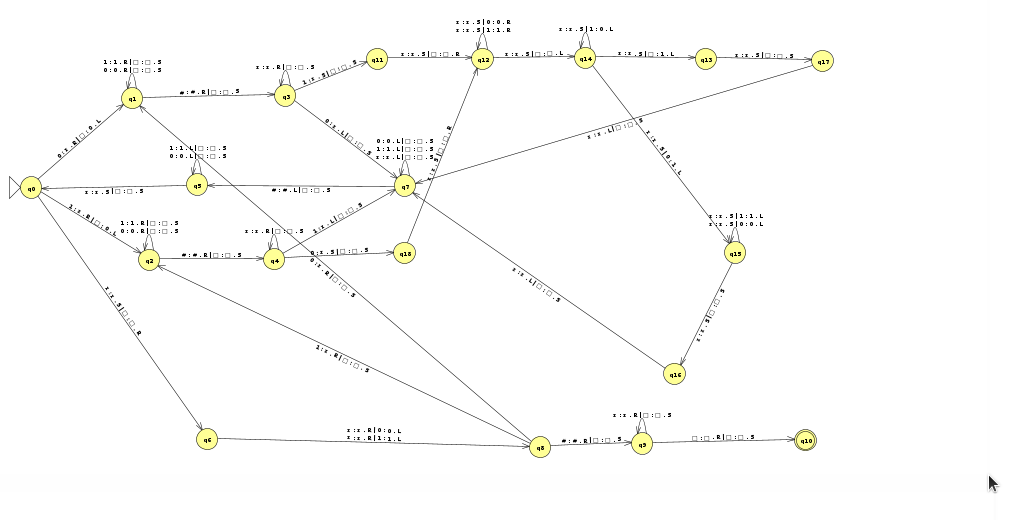 x:x.S|0:0.R
x:x.S|1:1.R
x:x.S|1:0.L
1:1.R|□:□.S
0:0.R|□:□.S
x:x.R|□:□.S
1:x.S|□:□.S
q11
x:x.S|□:□.R
q12
x:x.S|□:□.L
q14
x:x.S|□:1.L
q13
x:x.S|□:□.S
q17
q1
#:#.R|□:□.S
q3
0:x.R|□:0.L
0:x.L|□:□.S
x:x.L|□:□.S
x:x.S|0:1.L
1:1.L|□:□.S
0:0.L|□:□.S
0:0.L|□:□.S
1:1.L|□:□.S
x:x.L|□:□.S
x:x.S|□:□.R
q0
x:x.S|□:□.S
q5
#:#.L|□:□.S
q7
1:x.R|□:0.L
1:1.R|□:□.S
0:0.R|□:□.S
x:x.R|□:□.S
1:x.L|□:□.S
x:x.S|1:1.L
x:x.S|0:0.L
q2
#:#.R|□:□.S
q4
0:x.S|□:□.S
q18
q15
0:x.R|□:□.S
x:x.L|□:□.S
x:x.S|□:□.R
x:x.S|□:□.S
1:x.R|□:□.S
q16
x:x.R|□:□.S
q6
x:x.R|0:0.L
x:x.R|1:1.L
q8
#:#.R|□:□.S
q9
□:□.R|□:□.S
q10